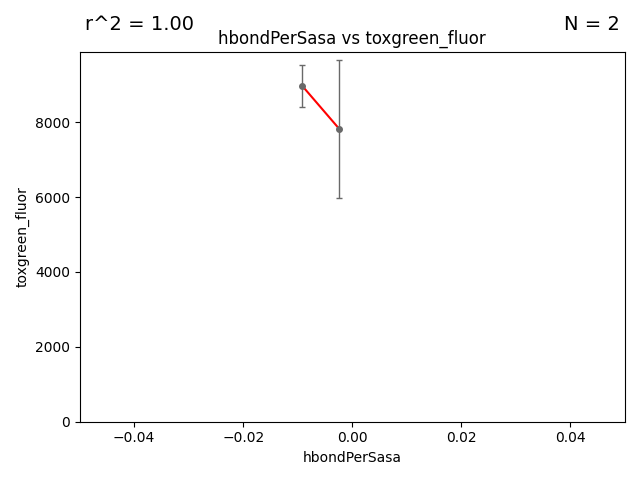 r^2 = 1.00
N = 2
hbondPerSasa vs toxgreen_fluor
toxgreen_fluor
8000
6000
4000
2000
0
−0.04
−0.02
0.00
0.02
0.04
hbondPerSasa